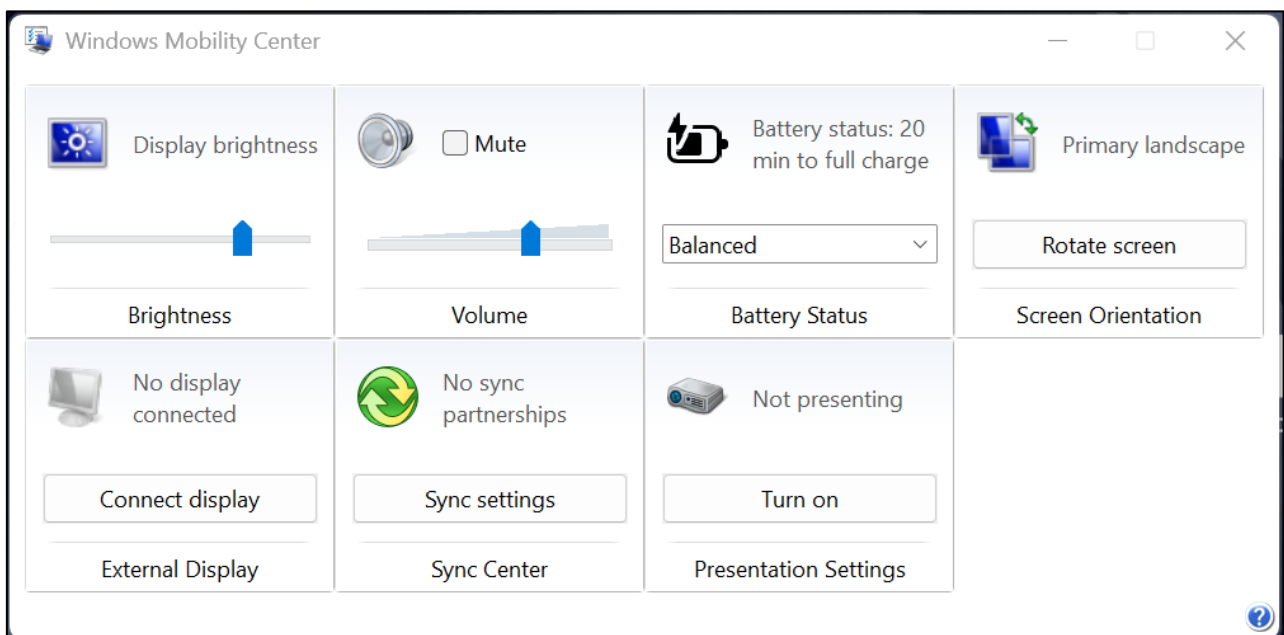 Windows Mobility Center
Display brightness
Brightness
Mute
Volume
Battery status: 20
min to full charge
Balanced
Battery Status
Primary landscape
Rotate screen
Screen Orientation
No display
connected
Connect display
External Display
No sync
partnerships
Sync settings
Sync Center
Not presenting
Turn on
Presentation Settings
?